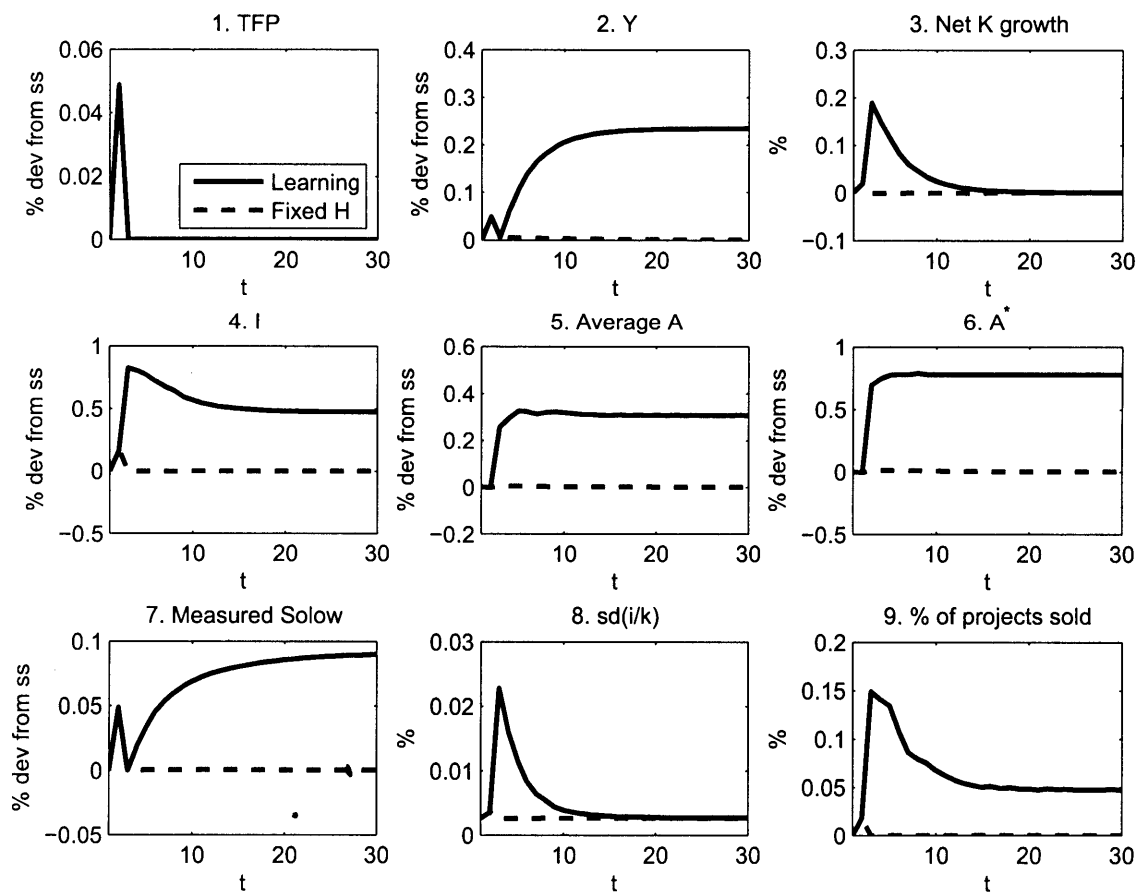 1. TFP
% dev from ss
0.06
0.04
0.02
0
10
20
30
t
Learning
Fixed H
2. Y
% dev from ss
0.4
0.3
0.2
0.1
0
10
20
30
t
3. Net K growth
%
0.3
0.2
0.1
0
−0.1
10
20
30
t
4. I
% dev from ss
1
0.5
0
−0.5
10
20
30
t
5. Average A
% dev from ss
0.6
0.4
0.2
0
−0.2
10
20
30
t
6. A*
% dev from ss
1
0.5
0
−0.5
10
20
30
t
7. Measured Solow
% dev from ss
0.1
0.05
0
−0.05
10
20
30
t
8. sd(i/k)
%
0.03
0.02
0.01
0
10
20
30
t
9. % of projects sold
%
0.2
0.15
0.1
0.05
0
10
20
30
t